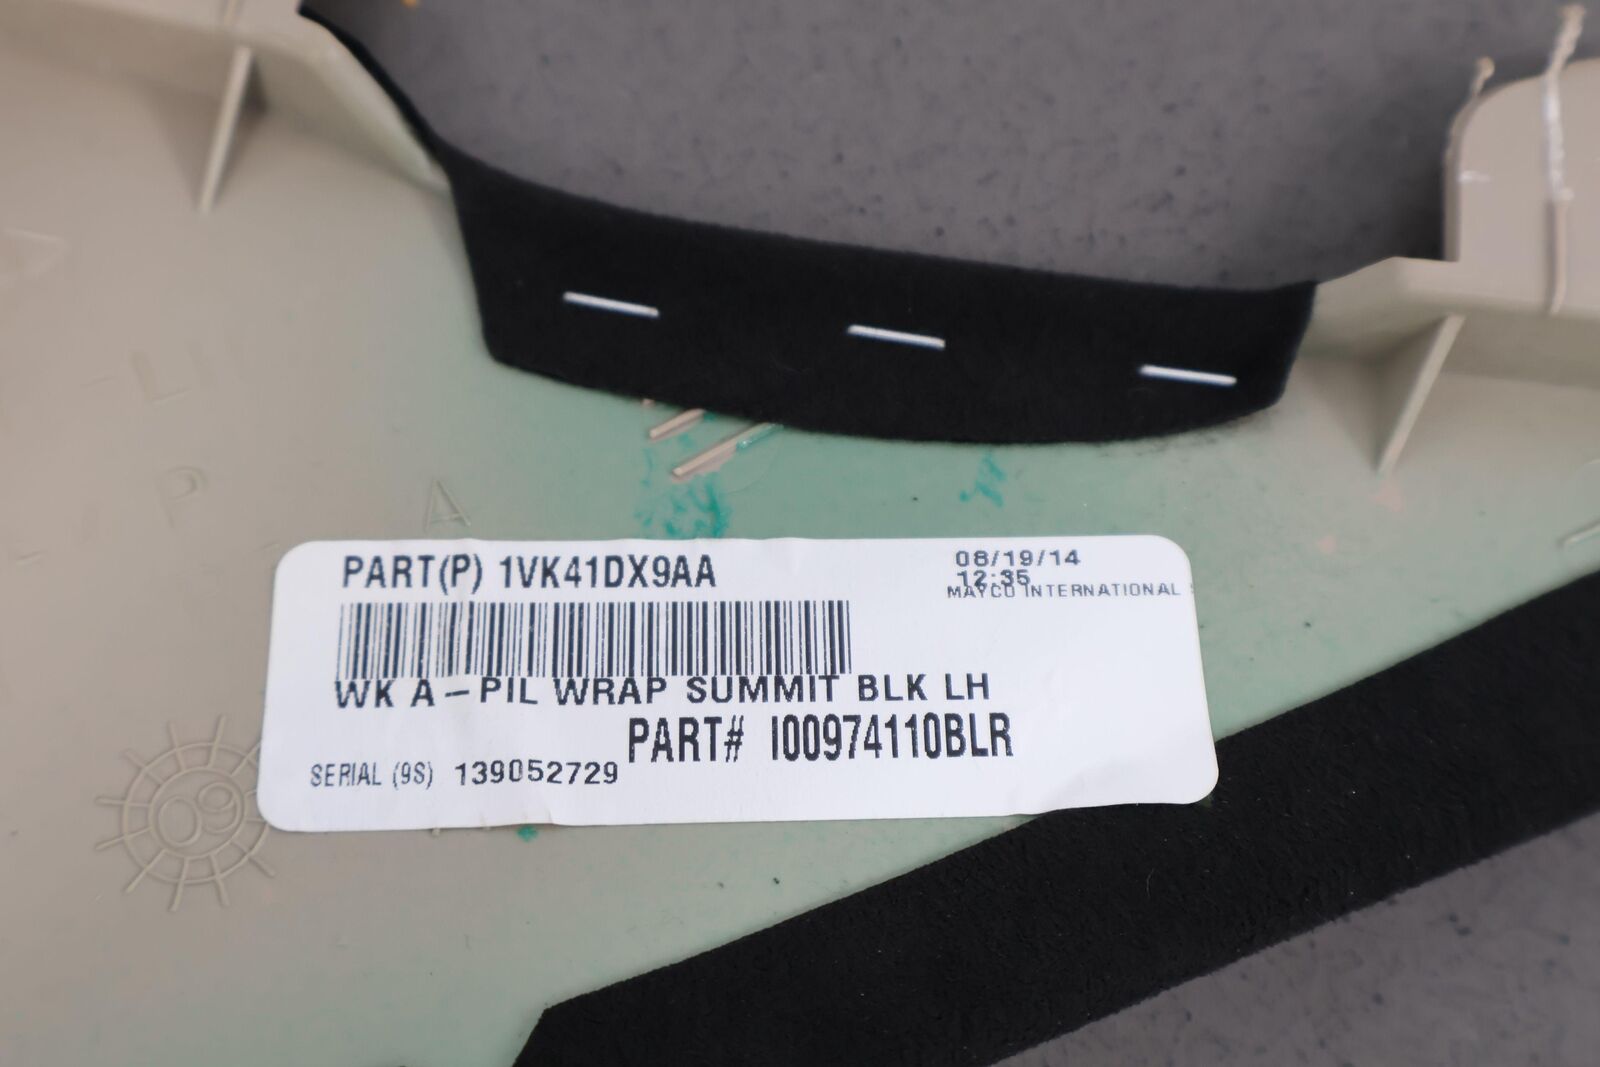 PART(P) 1VK41DX9AA
08/19/14
12:35
MAYCO INTERNATIONAL
WK A-PIL WRAP SUMMIT BLK LH
PART# I00974110BLR
SERIAL (9S) 139052729
09